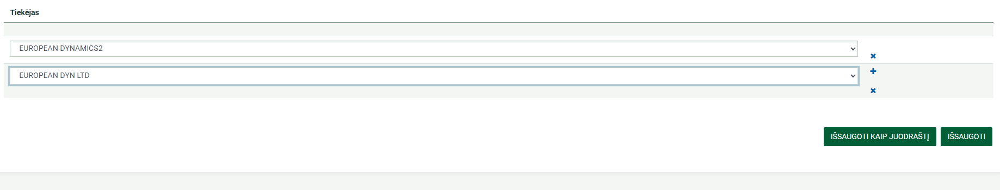 Tiekėjas
EUROPEAN DYNAMICS2
EUROPEAN DYN LTD
IŠSAUGOTI KAIP JUODRAŠTĮ IŠSAUGOTI